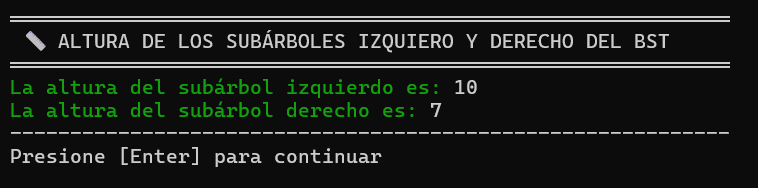 ALTURA DE LOS SUBÁRBOLES IZQUIERO Y DERECHO DEL BST
La altura del subárbol izquierdo es: 10
La altura del subárbol derecho es: 7
Presione [Enter] para continuar